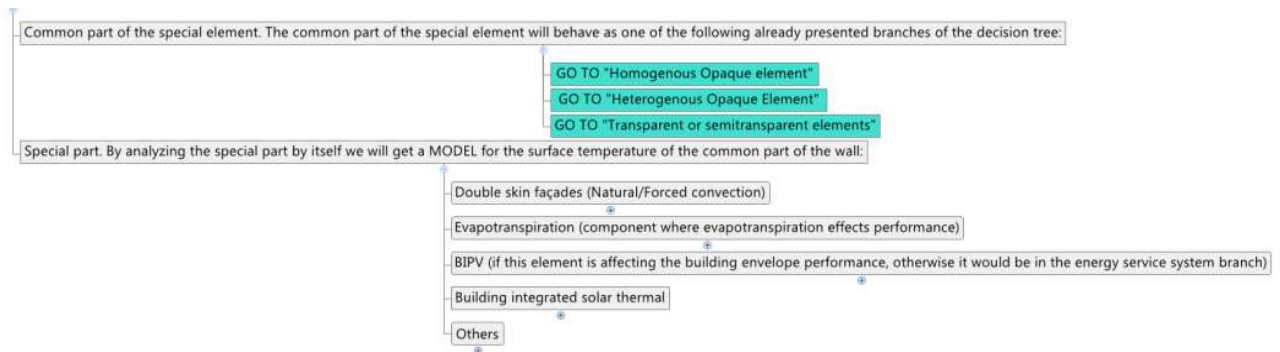 Common part of the special element. The common part of the special element will behave as one of the following already presented branches of the decision tree:
GO TO "Homogenous Opaque element"
GO TO "Heterogenous Opaque Element"
GO TO "Transparent or semitransparent elements"
Special part. By analyzing the special part by itself we will get a MODEL for the surface temperature of the common part of the wall:
Double skin façades (Natural/Forced convection)
Evapotranspiration (component where evapotranspiration effects performance)
BIPV (if this element is affecting the building envelope performance, otherwise it would be in the energy service system branch)
Building integrated solar thermal
Others